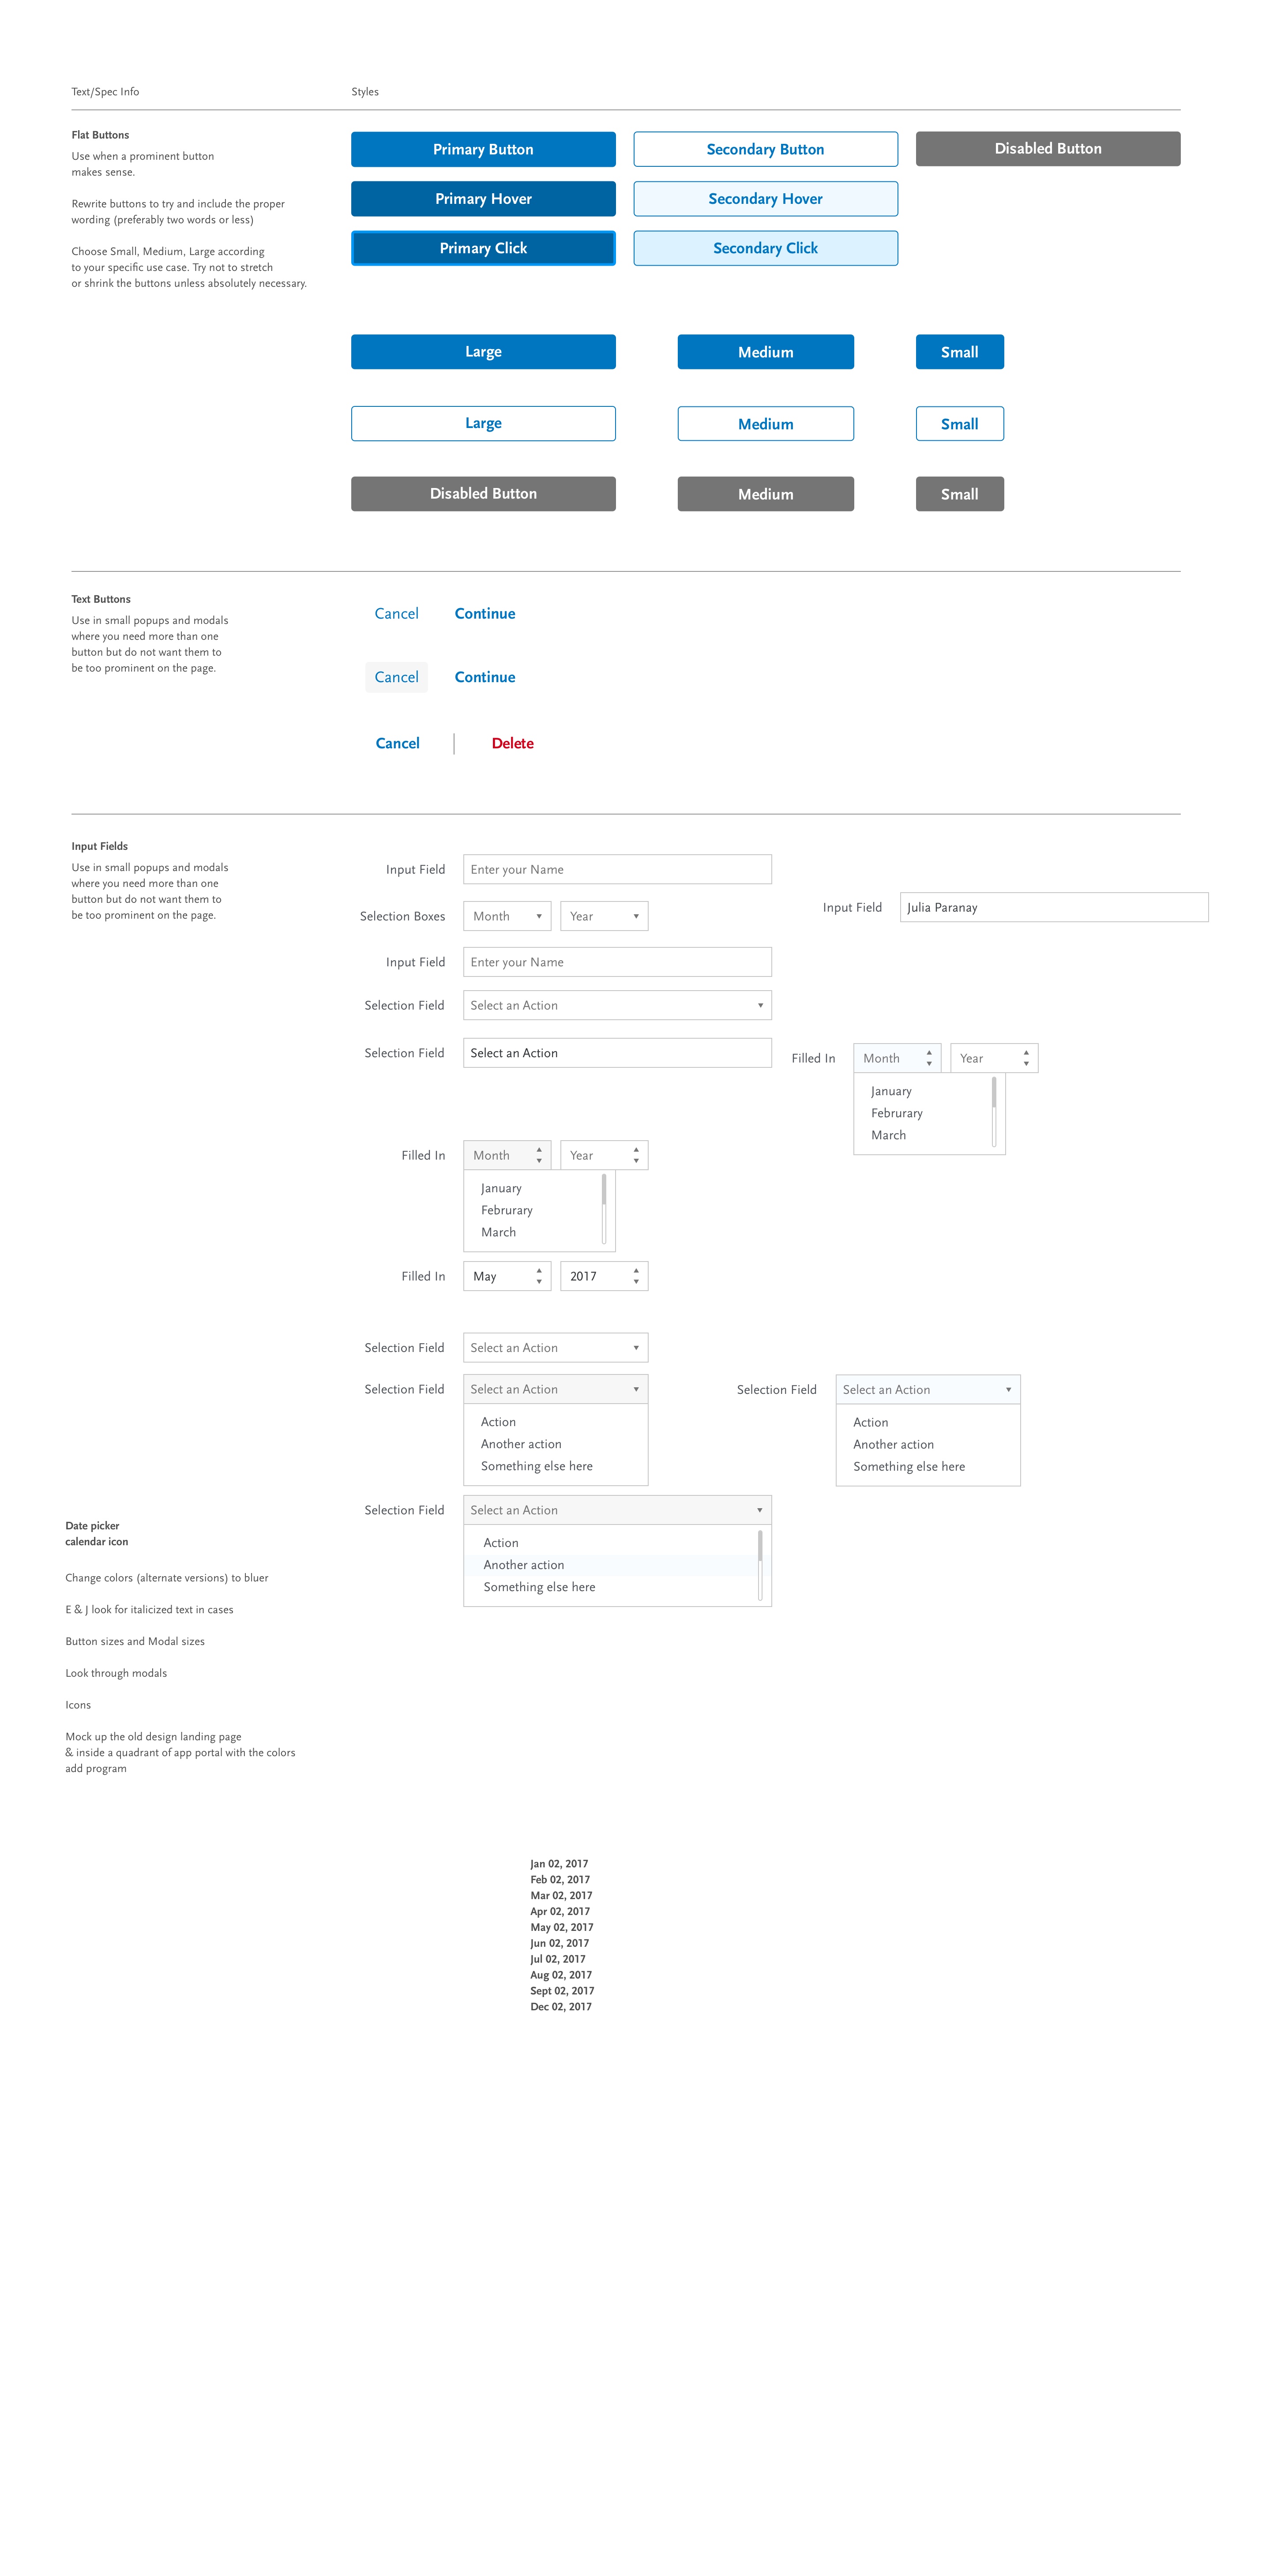 Text/Spec Info
Styles
Flat Buttons
Use when a prominent button
makes sense.
Rewrite buttons to try and include the proper
wording (preferably two words or less)
Choose Small, Medium, Large according
to your specific use case. Try not to stretch
or shrink the buttons unless absolutely necessary.
Primary Button
Secondary Button
Disabled Button
Primary Hover
Secondary Hover
Primary Click
Secondary Click
Large
Medium
Small
Large
Medium
Small
Disabled Button
Medium
Small
Text Buttons
Use in small popups and modals
where you need more than one
button but do not want them to
be too prominent on the page.
Cancel
Continue
Cancel
Continue
Cancel
Delete
Input Fields
Use in small popups and modals
where you need more than one
button but do not want them to
be too prominent on the page.
Input Field
Enter your Name
Selection Boxes
Month
Year
Input Field
Julia Paranay
Input Field
Enter your Name
Selection Field
Select an Action
Selection Field
Select an Action
Filled In
Month
Year
January
Februrary
March
Filled In
Month
Year
January
Februrary
March
Filled In
May
2017
Selection Field
Select an Action
Selection Field
Select an Action
Action
Another action
Something else here
Selection Field
Select an Action
Action
Another action
Something else here
Selection Field
Select an Action
Action
Another action
Something else here
Date picker
calendar icon
Change colors (alternate versions) to bluer
E & J look for italicized text in cases
Button sizes and Modal sizes
Look through modals
Icons
Mock up the old design landing page
& inside a quadrant of app portal with the colors
add program
Jan 02, 2017
Feb 02, 2017
Mar 02, 2017
Apr 02, 2017
May 02, 2017
Jun 02, 2017
Jul 02, 2017
Aug 02, 2017
Sept 02, 2017
Dec 02, 2017